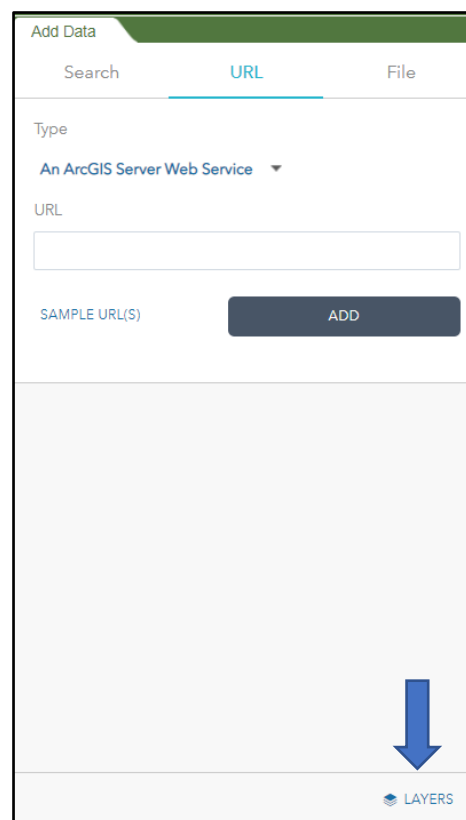 Add Data
Search URL File
Type
An ArcGIS Server Web Service
URL
SAMPLE URL(S) ADD
LAYERS